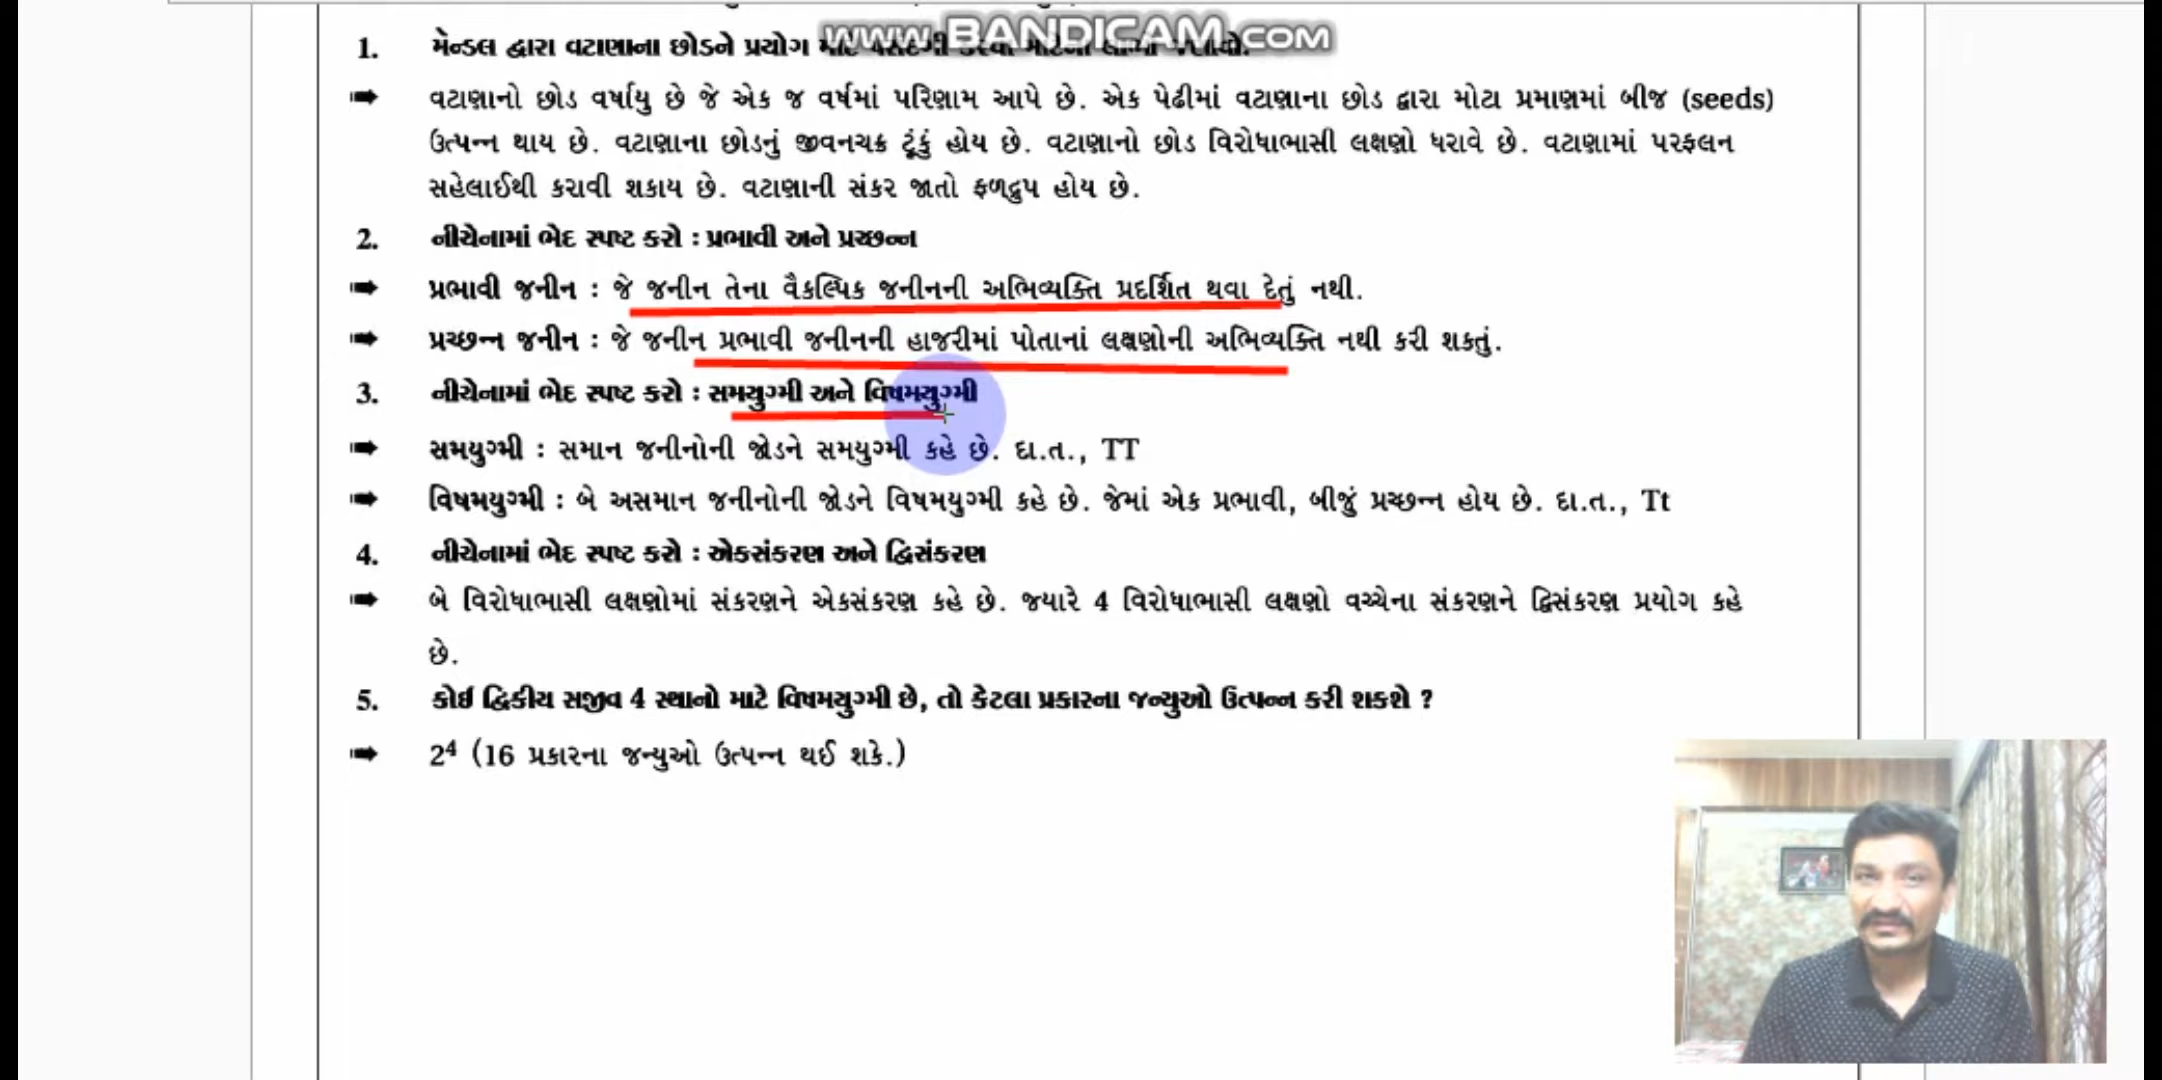 www.BANDICAM.COM
1. મેન્ડલ દ્વારા વટાણાના છોડને પ્રયોગ
➡ વટાણાનો છોડ વર્ષાયુ છે જે એક જ વર્ષમાં પરિણામ આપે છે. એક પેઢીમાં વટાણાના છોડ દ્વારા મોટા પ્રમાણમાં બીજ (seeds)
ઉત્પન્ન થાય છે. વટાણાના છોડનું જીવનચક્ર ટૂંકું હોય છે. વટાણાનો છોડ વિરોધાભાસી લક્ષણો ધરાવે છે. વટાણામાં પરફલન
સહેલાઈથી કરાવી શકાય છે. વટાણાની સંકર જાતો ફળદ્રુપ હોય છે.
2. નીચેનામાં ભેદ સ્પષ્ટ કરો : પ્રભાવી અને પ્રચ્છન્ન
➡ પ્રભાવી જનીન : જે જનીન તેના વૈકલ્પિક જનીનની અભિવ્યક્તિ પ્રદર્શિત થવા દેતું નથી.
➡ પ્રચ્છન્ન જનીન : જે જનીન પ્રભાવી જનીનની હાજરીમાં પોતાનાં લક્ષણોની અભિવ્યક્તિ નથી કરી શકતું.
3. નીચેનામાં ભેદ સ્પષ્ટ કરો : સમયુગ્મી અને વિષમયુગ્મી
➡ સમયુગ્મી : સમાન જનીનોની જોડને સમયુગ્મી કહે છે. દા.ત., TT
➡ વિષમયુગ્મી : બે અસમાન જનીનોની જોડને વિષમયુગ્મી કહે છે. જેમાં એક પ્રભાવી, બીજું પ્રચ્છન્ન હોય છે. દા.ત., Tt
4. નીચેનામાં ભેદ સ્પષ્ટ કરો : એકસંકરણ અને દ્વિસંકરણ
➡ બે વિરોધાભાસી લક્ષણોમાં સંકરણને એકસંકરણ કહે છે. જ્યારે 4 વિરોધાભાસી લક્ષણો વચ્ચેના સંકરણને દ્વિસંકરણ પ્રયોગ કહે
છે.
5. કોઈ દ્વિકીય સજીવ 4 સ્થાનો માટે વિષમયુગ્મી છે, તો કેટલા પ્રકારના જન્યુઓ ઉત્પન્ન કરી શકશે ?
➡ 2⁴ (16 પ્રકારના જન્યુઓ ઉત્પન્ન થઈ શકે.)